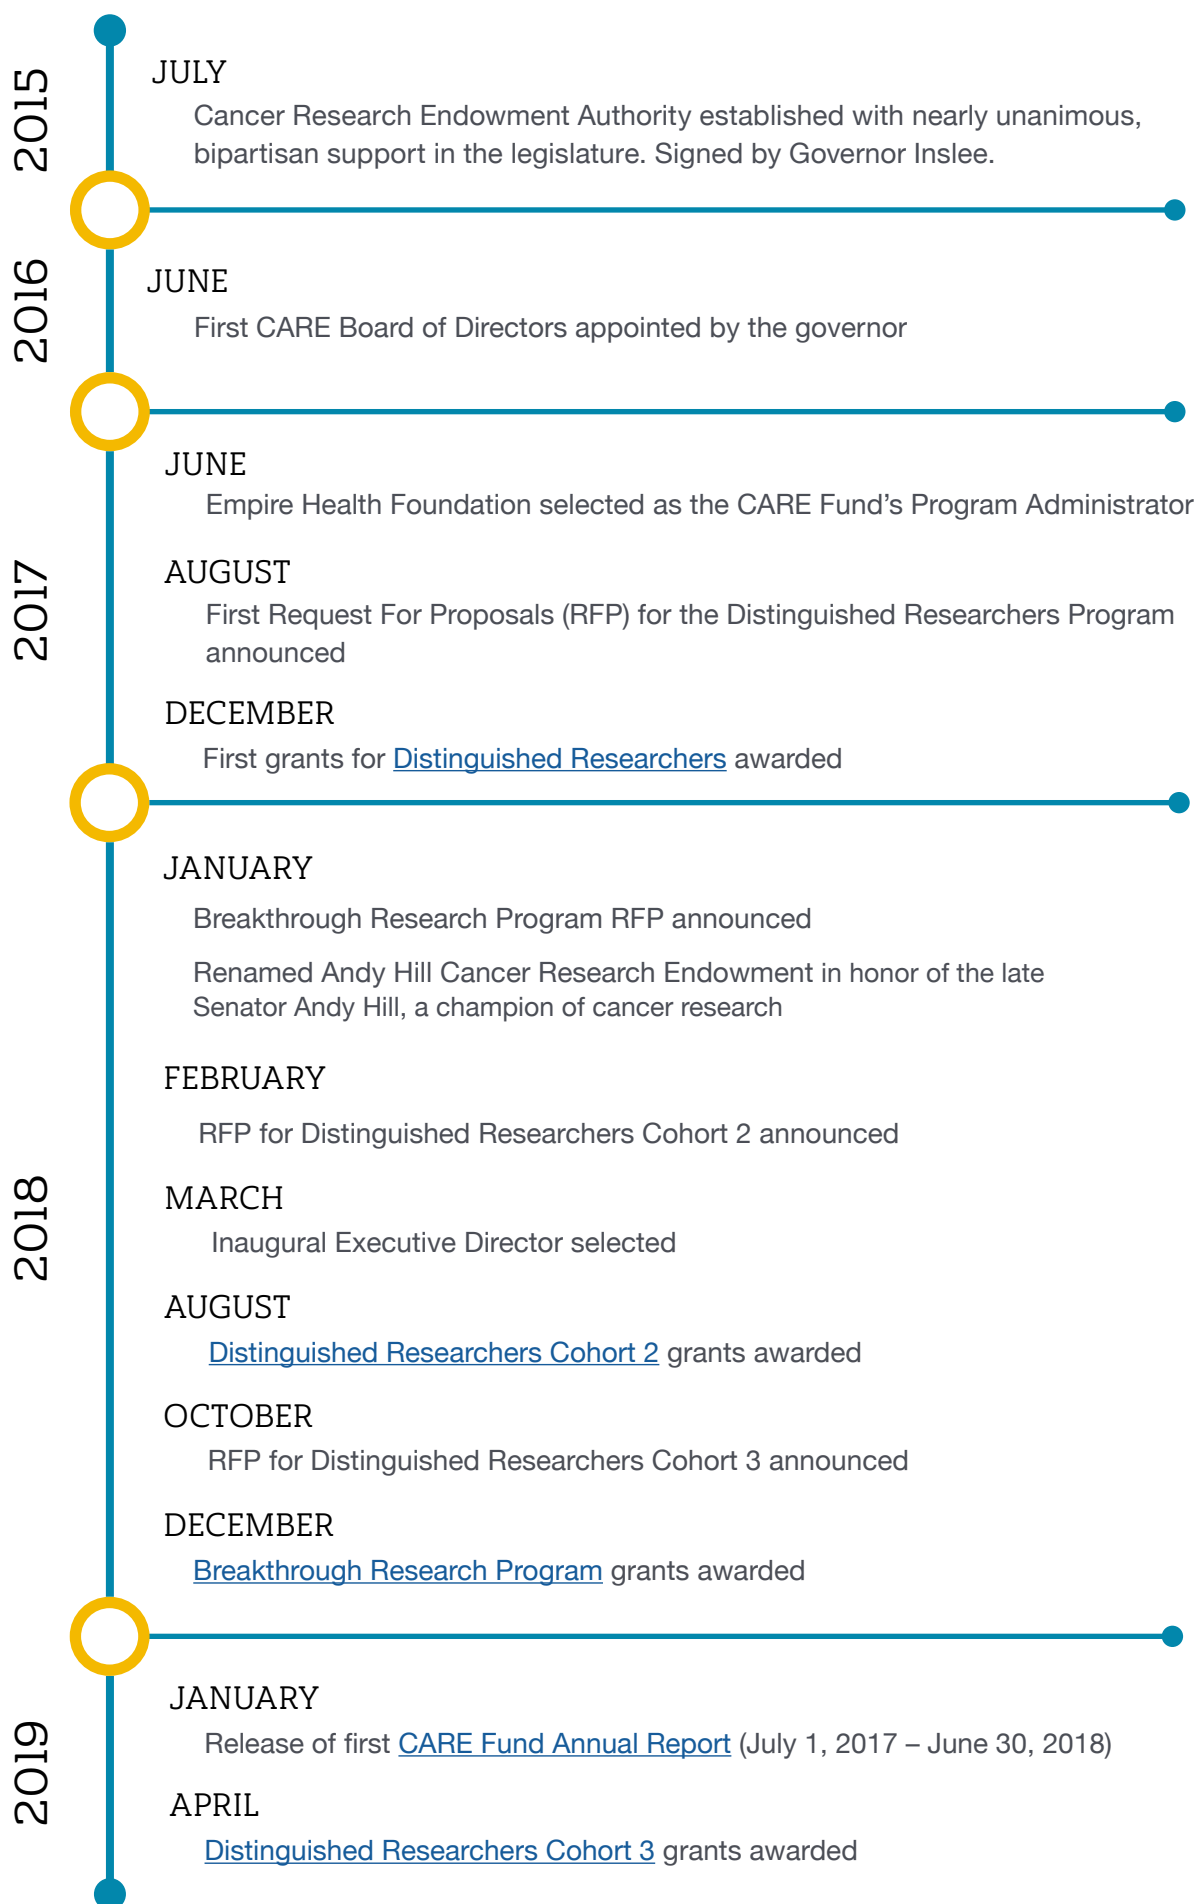 2015
JULY
Cancer Research Endowment Authority established with nearly unanimous,
bipartisan support in the legislature. Signed by Governor Inslee.
2016
JUNE
First CARE Board of Directors appointed by the governor
2017
JUNE
Empire Health Foundation selected as the CARE Fund’s Program Administrator
AUGUST
First Request For Proposals (RFP) for the Distinguished Researchers Program
announced
DECEMBER
First grants for Distinguished Researchers awarded
2018
JANUARY
Breakthrough Research Program RFP announced
Renamed Andy Hill Cancer Research Endowment in honor of the late
Senator Andy Hill, a champion of cancer research
FEBRUARY
RFP for Distinguished Researchers Cohort 2 announced
MARCH
Inaugural Executive Director selected
AUGUST
Distinguished Researchers Cohort 2 grants awarded
OCTOBER
RFP for Distinguished Researchers Cohort 3 announced
DECEMBER
Breakthrough Research Program grants awarded
2019
JANUARY
Release of first CARE Fund Annual Report (July 1, 2017 – June 30, 2018)
APRIL
Distinguished Researchers Cohort 3 grants awarded